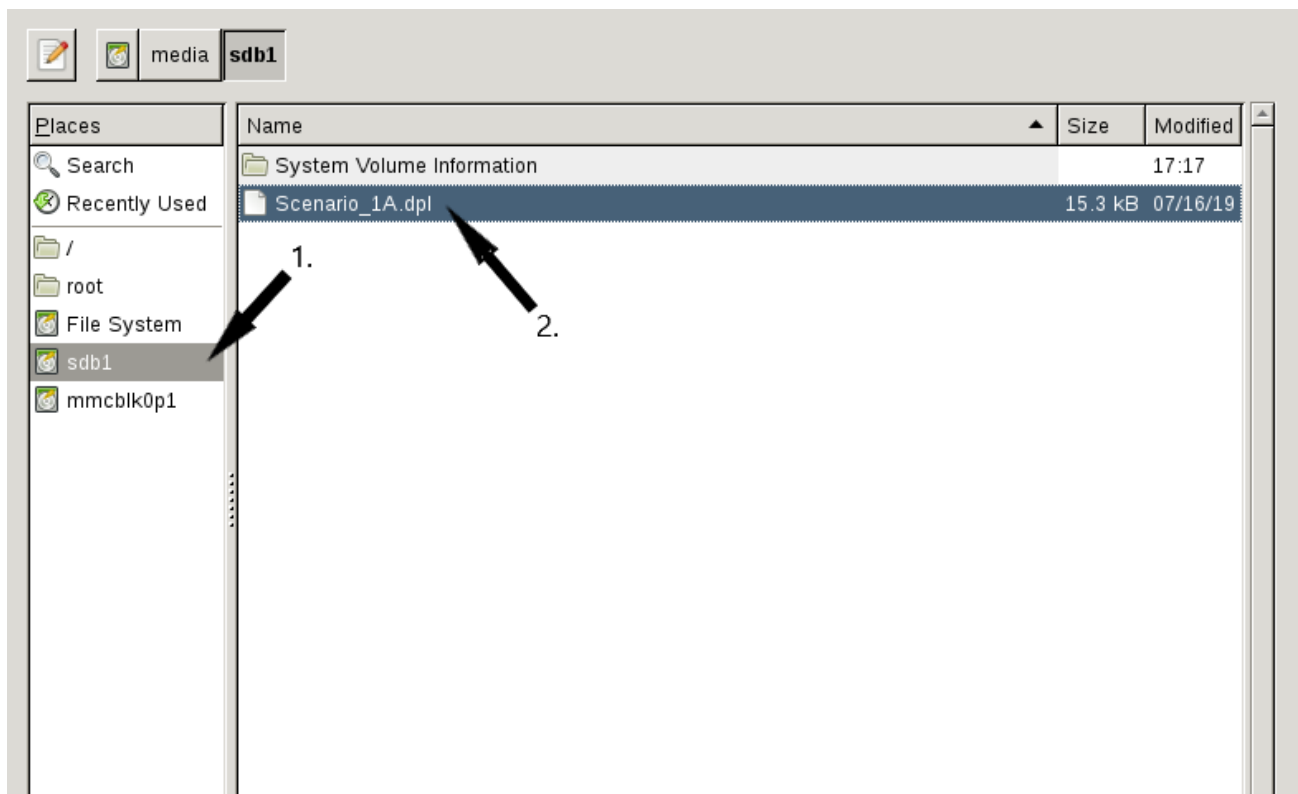 media sdb1
Places
Name Size Modified
Search
Recently Used
/
root
File System
sdb1
mmcblk0p1
System Volume Information 17:17
Scenario_1A.dpl 15.3 kB 07/16/19
1.
2.